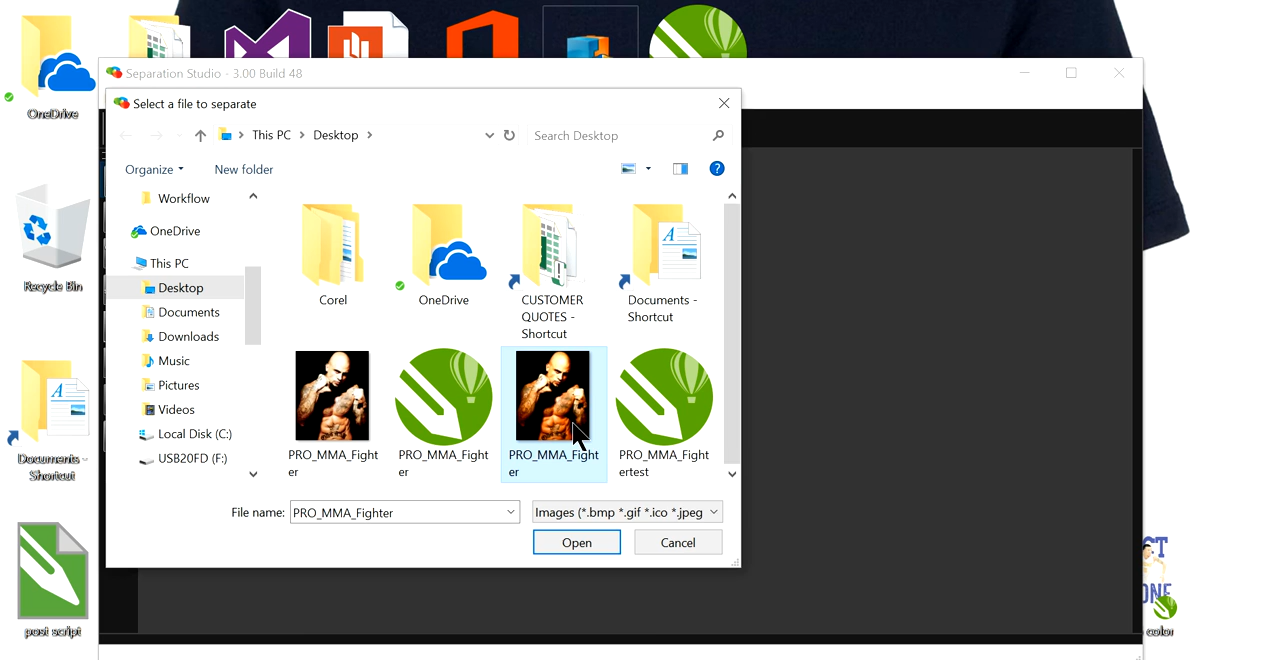 OneDrive
Recycle Bin
Documents -
Shortcut
post script
Separation Studio - 3.00 Build 48
Select a file to separate
This PC > Desktop >
Search Desktop
Organize
New folder
?
Workflow
OneDrive
This PC
Desktop
Documents
Downloads
Music
Pictures
Videos
Local Disk (C:)
USB20FD (F:)
Corel
OneDrive
CUSTOMER
QUOTES -
Shortcut
Documents -
Shortcut
PRO_MMA_Fight
er
PRO_MMA_Fight
er
PRO_MMA_Fight
er
PRO_MMA_Fight
ertest
File name: PRO_MMA_Fighter
Images (*.bmp *.gif *.ico *.jpeg
Open
Cancel
CT
ONE
color